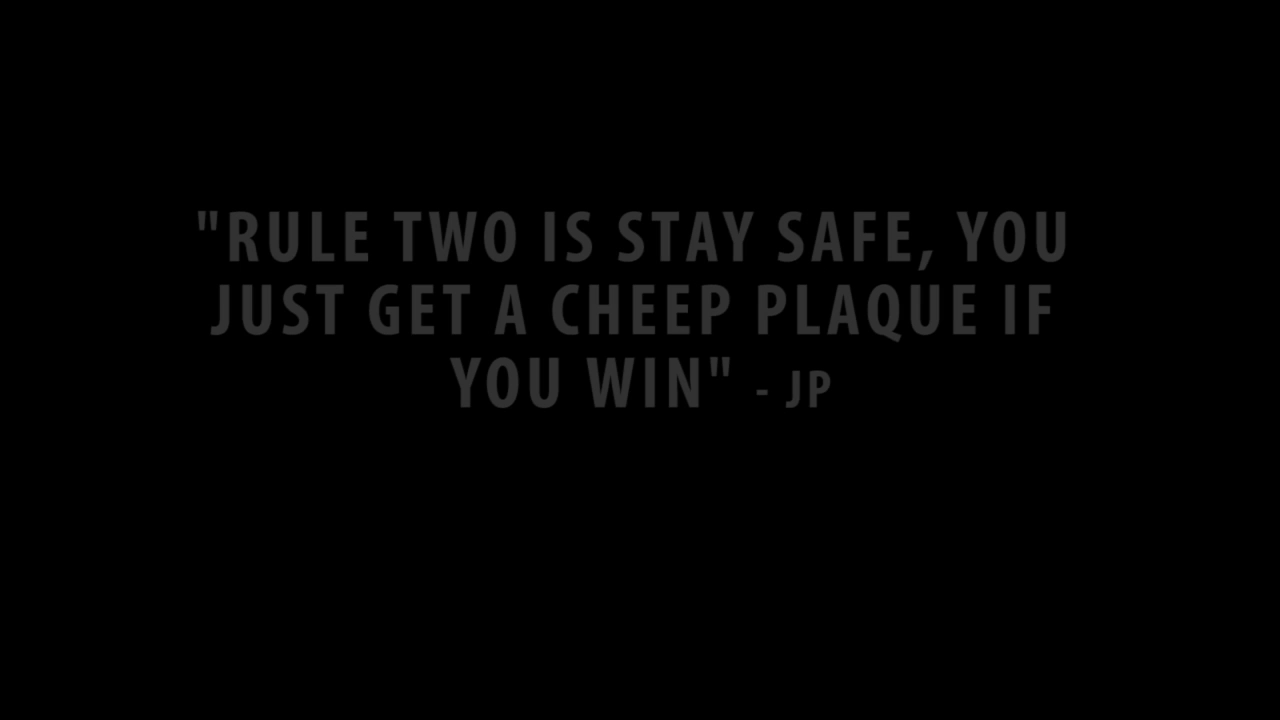 "RULE TWO IS STAY SAFE, YOU
JUST GET A CHEEP PLAQUE IF
YOU WIN" - JP